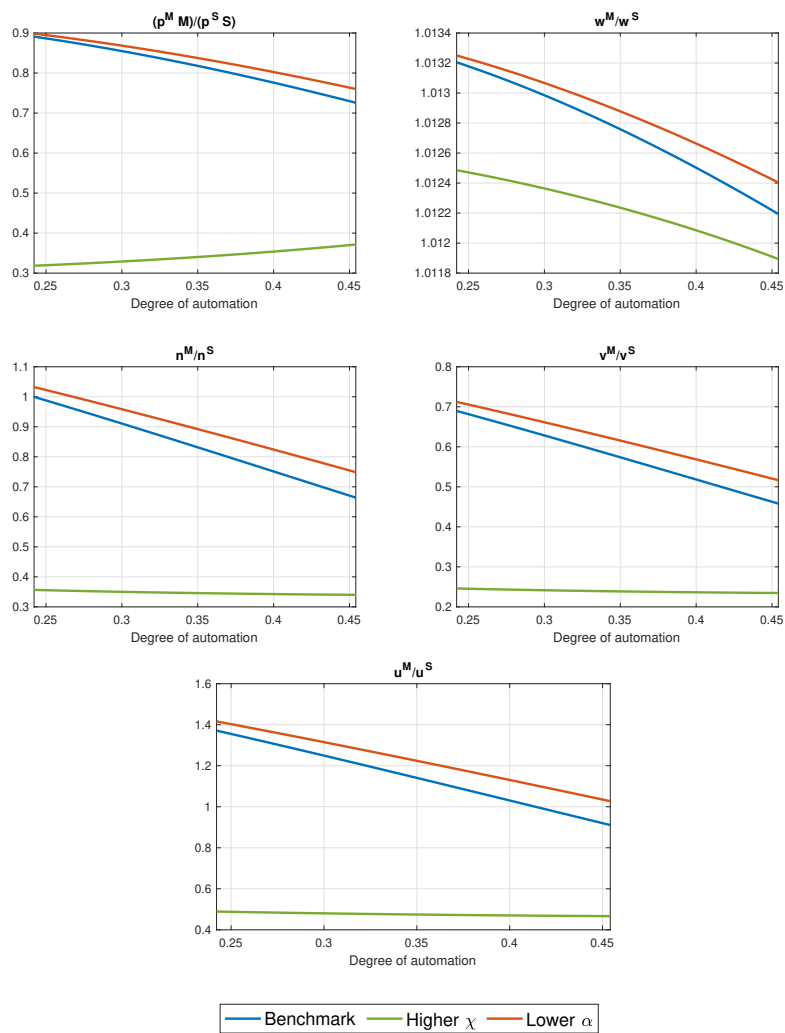 (p^M M)/(p^S S)
0.9
0.8
0.7
0.6
0.5
0.4
0.3
0.25 0.3 0.35 0.4 0.45
Degree of automation
w^M/w^S
1.0134
1.0132
1.013
1.0128
1.0126
1.0124
1.0122
1.012
1.0118
0.25 0.3 0.35 0.4 0.45
Degree of automation
n^M/n^S
1.1
1
0.9
0.8
0.7
0.6
0.5
0.4
0.3
0.25 0.3 0.35 0.4 0.45
Degree of automation
v^M/v^S
0.8
0.7
0.6
0.5
0.4
0.3
0.2
0.25 0.3 0.35 0.4 0.45
Degree of automation
u^M/u^S
1.6
1.4
1.2
1
0.8
0.6
0.4
0.25 0.3 0.35 0.4 0.45
Degree of automation
Benchmark Higher χ Lower α